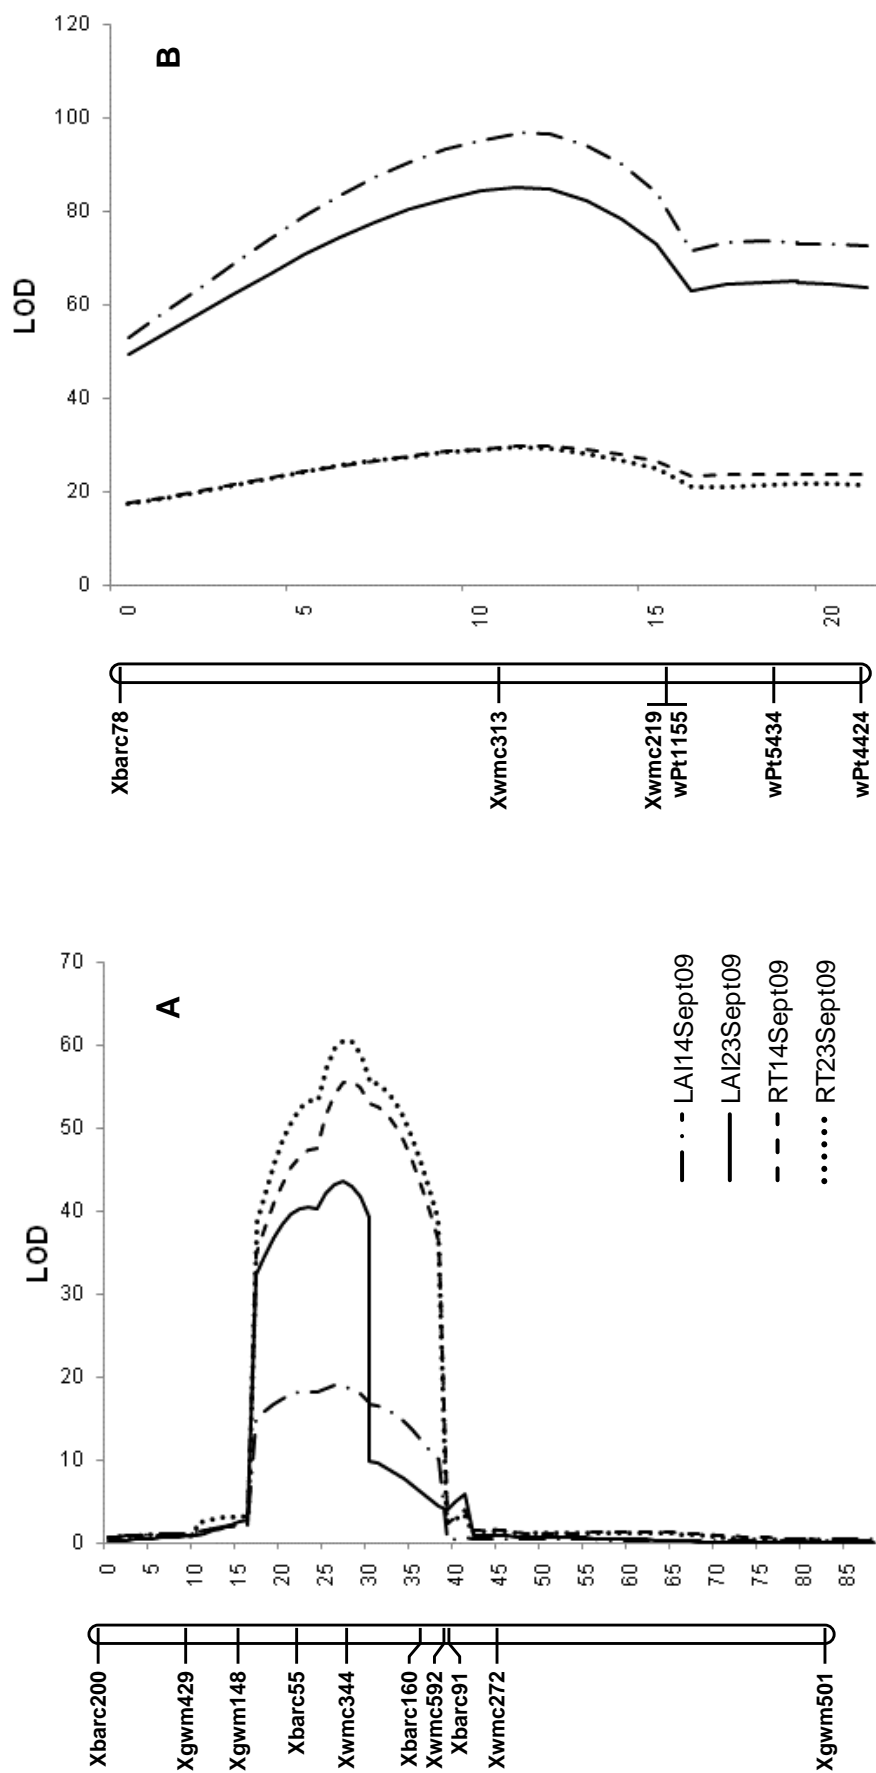 B
LOD
120
100
80
60
40
20
0
0
5
10
15
20
Xbarc78
Xwmc313
Xwmc219
wPt1155
wPt5434
wPt4424
A
LOD
70
60
50
40
30
20
10
0
0
5
10
15
20
25
30
35
40
45
50
55
60
65
70
75
80
85
LAI14Sept09
LAI23Sept09
RT14Sept09
RT23Sept09
Xbarc200
Xgwm429
Xgwm148
Xbarc55
Xwmc344
Xbarc160
Xwmc592
Xbarc91
Xwmc272
Xgwm501